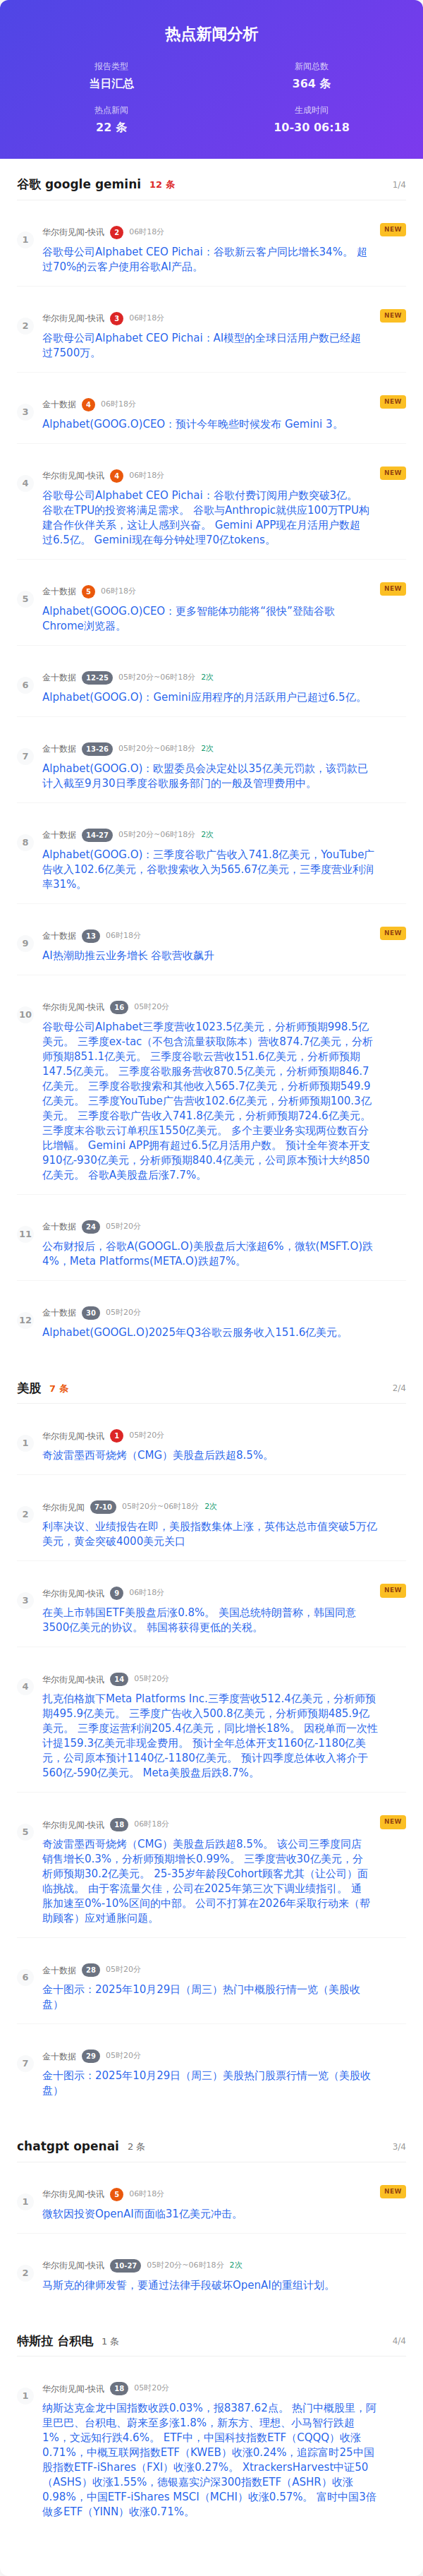 热点新闻分析
报告类型
当日汇总
新闻总数
364 条
热点新闻
22 条
生成时间
10-30 06:18
谷歌 google gemini 12 条 1/4
1
华尔街见闻-快讯 2 06时18分 NEW
谷歌母公司Alphabet CEO Pichai：谷歌新云客户同比增长34%。 超
过70%的云客户使用谷歌AI产品。
2
华尔街见闻-快讯 3 06时18分 NEW
谷歌母公司Alphabet CEO Pichai：AI模型的全球日活用户数已经超
过7500万。
3
金十数据 4 06时18分 NEW
Alphabet(GOOG.O)CEO：预计今年晚些时候发布 Gemini 3。
4
华尔街见闻-快讯 4 06时18分 NEW
谷歌母公司Alphabet CEO Pichai：谷歌付费订阅用户数突破3亿。
谷歌在TPU的投资将满足需求。 谷歌与Anthropic就供应100万TPU构
建合作伙伴关系，这让人感到兴奋。 Gemini APP现在月活用户数超
过6.5亿。 Gemini现在每分钟处理70亿tokens。
5
金十数据 5 06时18分 NEW
Alphabet(GOOG.O)CEO：更多智能体功能将“很快”登陆谷歌
Chrome浏览器。
6
金十数据 12-25 05时20分~06时18分 2次
Alphabet(GOOG.O)：Gemini应用程序的月活跃用户已超过6.5亿。
7
金十数据 13-26 05时20分~06时18分 2次
Alphabet(GOOG.O)：欧盟委员会决定处以35亿美元罚款，该罚款已
计入截至9月30日季度谷歌服务部门的一般及管理费用中。
8
金十数据 14-27 05时20分~06时18分 2次
Alphabet(GOOG.O)：三季度谷歌广告收入741.8亿美元，YouTube广
告收入102.6亿美元，谷歌搜索收入为565.67亿美元，三季度营业利润
率31%。
9
金十数据 13 06时18分 NEW
AI热潮助推云业务增长 谷歌营收飙升
10
华尔街见闻-快讯 16 05时20分
谷歌母公司Alphabet三季度营收1023.5亿美元，分析师预期998.5亿
美元。 三季度ex-tac（不包含流量获取陈本）营收874.7亿美元，分析
师预期851.1亿美元。 三季度谷歌云营收151.6亿美元，分析师预期
147.5亿美元。 三季度谷歌服务营收870.5亿美元，分析师预期846.7
亿美元。 三季度谷歌搜索和其他收入565.7亿美元，分析师预期549.9
亿美元。 三季度YouTube广告营收102.6亿美元，分析师预期100.3亿
美元。 三季度谷歌广告收入741.8亿美元，分析师预期724.6亿美元。
三季度末谷歌云订单积压1550亿美元。 多个主要业务实现两位数百分
比增幅。 Gemini APP拥有超过6.5亿月活用户数。 预计全年资本开支
910亿-930亿美元，分析师预期840.4亿美元，公司原本预计大约850
亿美元。 谷歌A美股盘后涨7.7%。
11
金十数据 24 05时20分
公布财报后，谷歌A(GOOGL.O)美股盘后大涨超6%，微软(MSFT.O)跌
4%，Meta Platforms(META.O)跌超7%。
12
金十数据 30 05时20分
Alphabet(GOOGL.O)2025年Q3谷歌云服务收入151.6亿美元。
美股 7 条 2/4
1
华尔街见闻-快讯 1 05时20分
奇波雷墨西哥烧烤（CMG）美股盘后跌超8.5%。
2
华尔街见闻 7-10 05时20分~06时18分 2次
利率决议、业绩报告在即，美股指数集体上涨，英伟达总市值突破5万亿
美元，黄金突破4000美元关口
3
华尔街见闻-快讯 9 06时18分 NEW
在美上市韩国ETF美股盘后涨0.8%。 美国总统特朗普称，韩国同意
3500亿美元的协议。 韩国将获得更低的关税。
4
华尔街见闻-快讯 14 05时20分
扎克伯格旗下Meta Platforms Inc.三季度营收512.4亿美元，分析师预
期495.9亿美元。 三季度广告收入500.8亿美元，分析师预期485.9亿
美元。 三季度运营利润205.4亿美元，同比增长18%。 因税单而一次性
计提159.3亿美元非现金费用。 预计全年总体开支1160亿-1180亿美
元，公司原本预计1140亿-1180亿美元。 预计四季度总体收入将介于
560亿-590亿美元。 Meta美股盘后跌8.7%。
5
华尔街见闻-快讯 18 06时18分 NEW
奇波雷墨西哥烧烤（CMG）美股盘后跌超8.5%。 该公司三季度同店
销售增长0.3%，分析师预期增长0.99%。 三季度营收30亿美元，分
析师预期30.2亿美元。 25-35岁年龄段Cohort顾客尤其（让公司）面
临挑战。 由于客流量欠佳，公司在2025年第三次下调业绩指引。 通
胀加速至0%-10%区间的中部。 公司不打算在2026年采取行动来（帮
助顾客）应对通胀问题。
6
金十数据 28 05时20分
金十图示：2025年10月29日（周三）热门中概股行情一览（美股收
盘）
7
金十数据 29 05时20分
金十图示：2025年10月29日（周三）美股热门股票行情一览（美股收
盘）
chatgpt openai 2 条 3/4
1
华尔街见闻-快讯 5 06时18分 NEW
微软因投资OpenAI而面临31亿美元冲击。
2
华尔街见闻-快讯 10-27 05时20分~06时18分 2次
马斯克的律师发誓，要通过法律手段破坏OpenAI的重组计划。
特斯拉 台积电 1 条 4/4
1
华尔街见闻-快讯 18 05时20分
纳斯达克金龙中国指数收跌0.03%，报8387.62点。 热门中概股里，阿
里巴巴、台积电、蔚来至多涨1.8%，新东方、理想、小马智行跌超
1%，文远知行跌4.6%。 ETF中，中国科技指数ETF（CQQQ）收涨
0.71%，中概互联网指数ETF（KWEB）收涨0.24%，追踪富时25中国
股指数ETF-iShares（FXI）收涨0.27%。 XtrackersHarvest中证50
（ASHS）收涨1.55%，德银嘉实沪深300指数ETF（ASHR）收涨
0.98%，中国ETF-iShares MSCI（MCHI）收涨0.57%。 富时中国3倍
做多ETF（YINN）收涨0.71%。